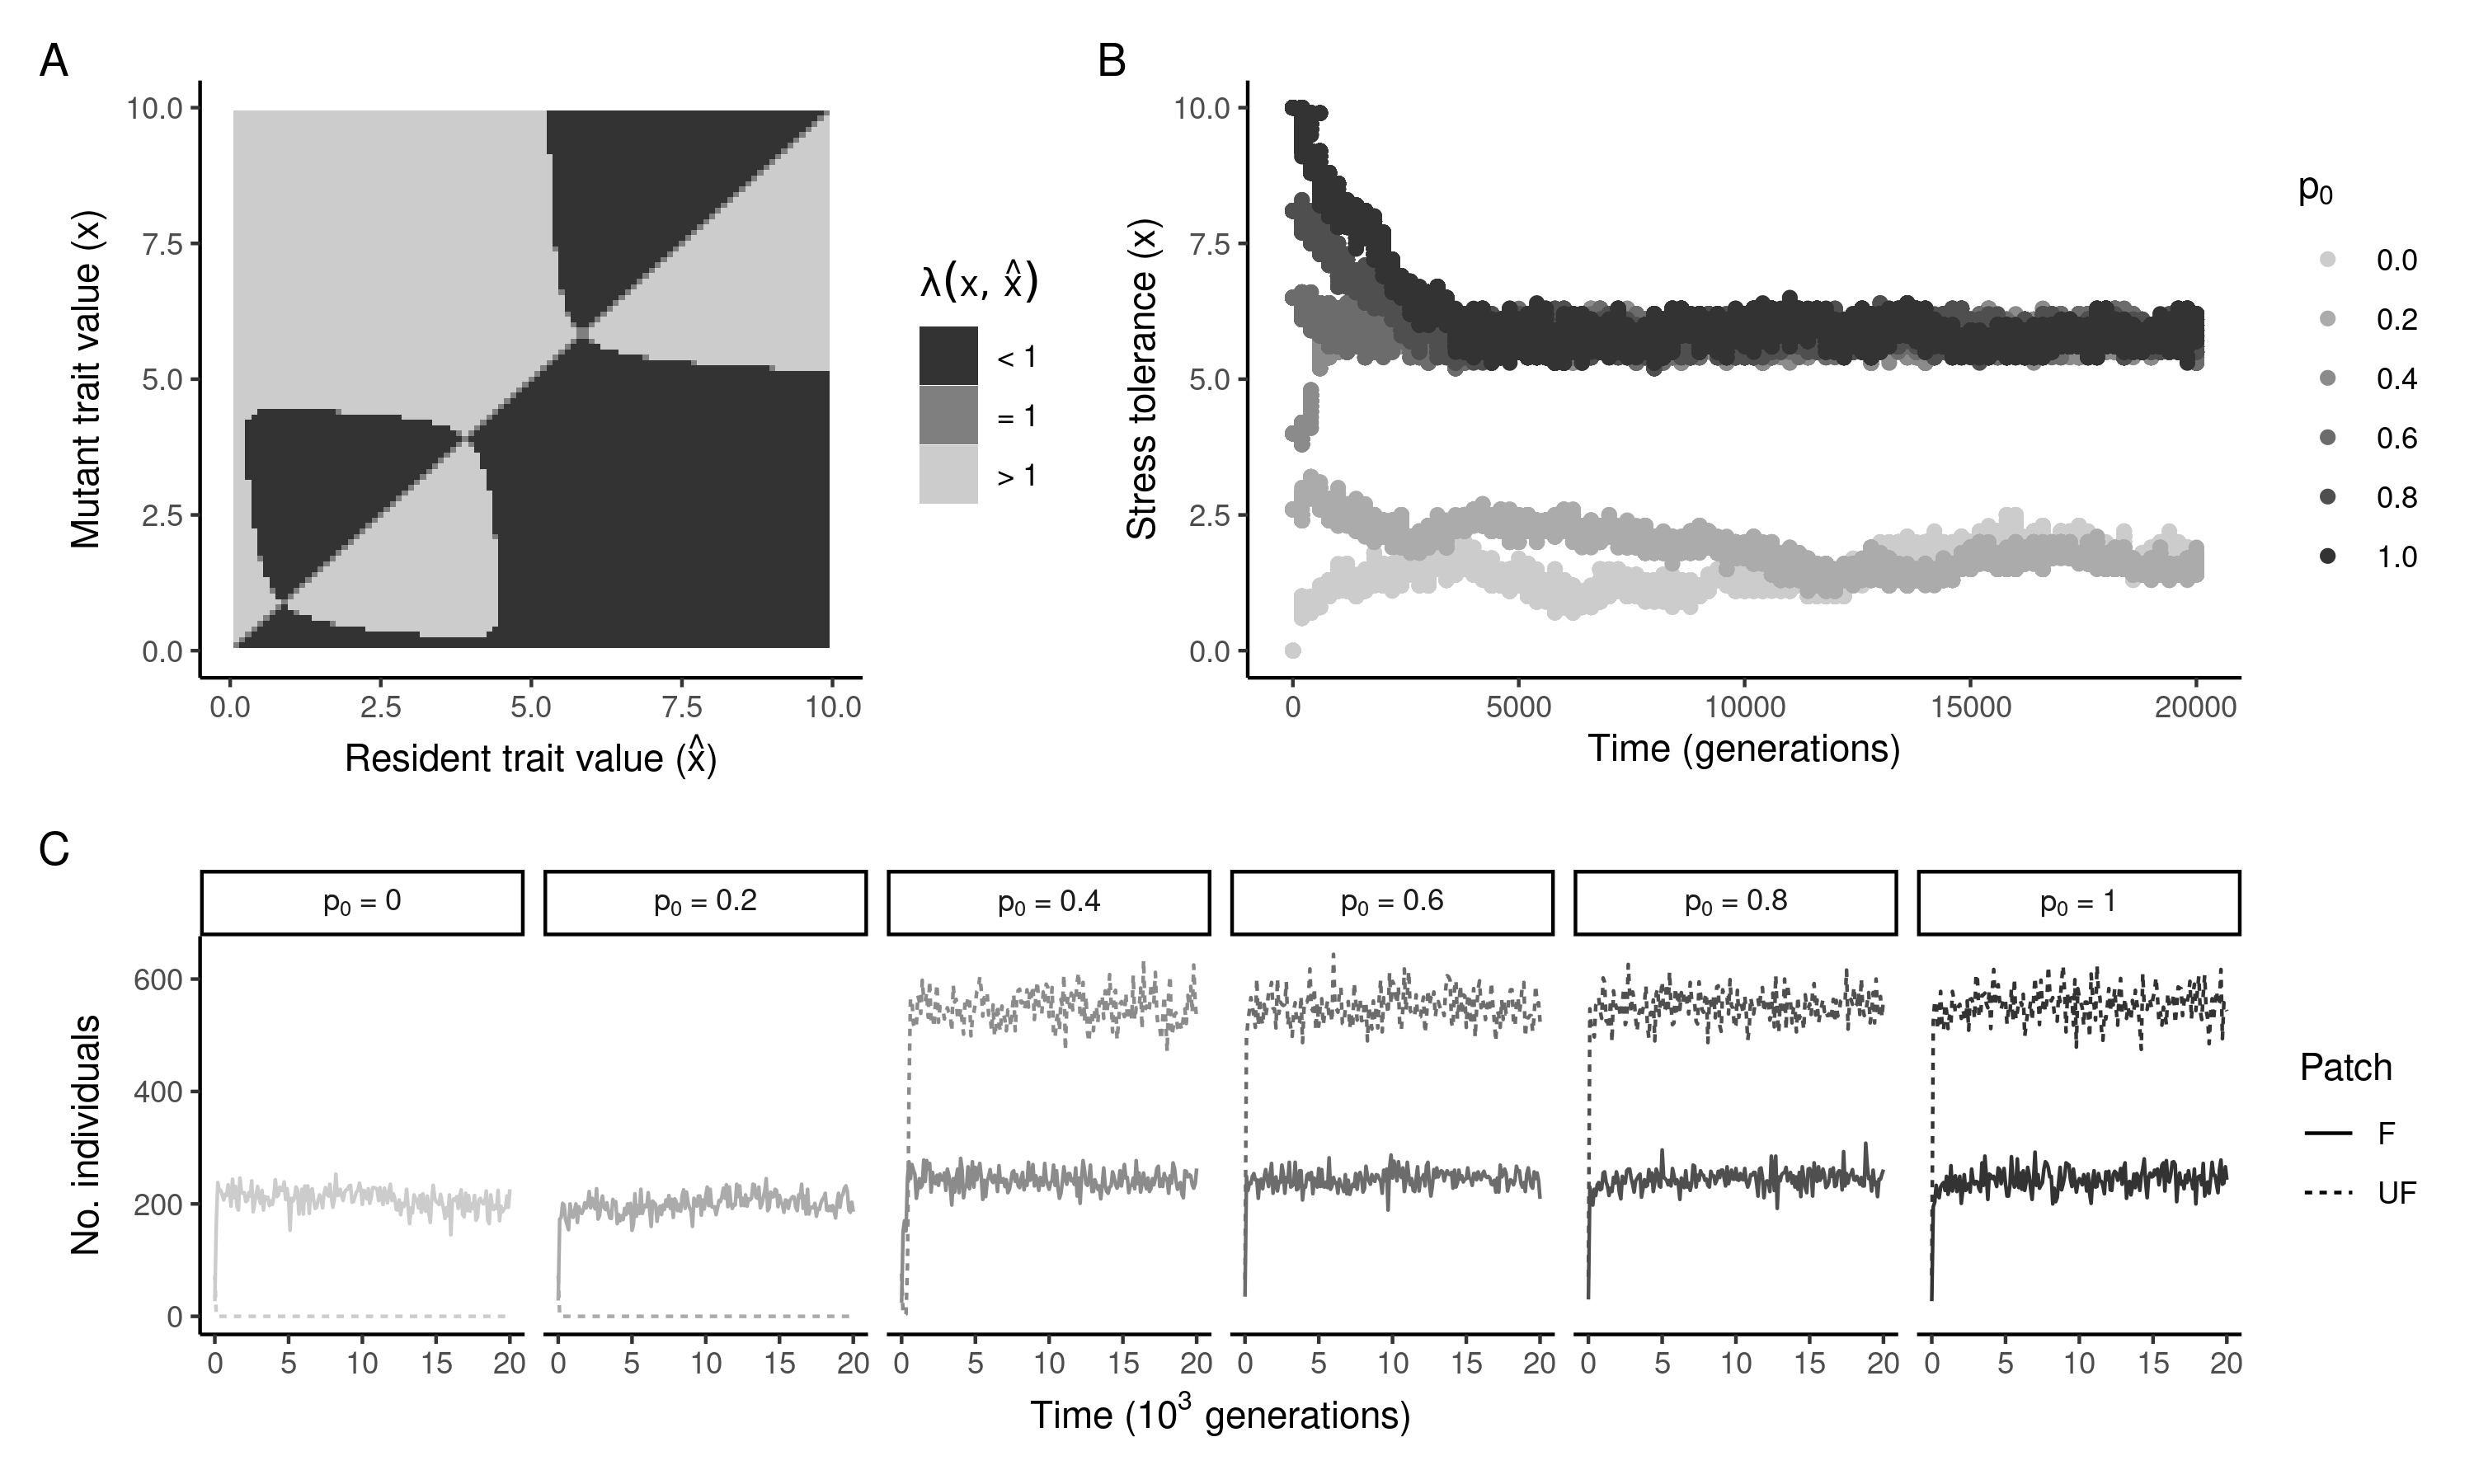 A
10.0
7.5
5.0
2.5
0.0
Mutant trait value (x)
0.0 2.5 5.0 7.5 10.0
Resident trait value (x̂)
λ(x, x̂)
< 1
= 1
> 1
B
10.0
7.5
5.0
2.5
0.0
Stress tolerance (x)
0 5000 10000 15000 20000
Time (generations)
p₀
0.0
0.2
0.4
0.6
0.8
1.0
C
p₀ = 0 p₀ = 0.2 p₀ = 0.4 p₀ = 0.6 p₀ = 0.8 p₀ = 1
600
400
200
0
No. individuals
0 5 10 15 20 0 5 10 15 20 0 5 10 15 20 0 5 10 15 20 0 5 10 15 20 0 5 10 15 20
Time (10³ generations)
Patch
F
UF